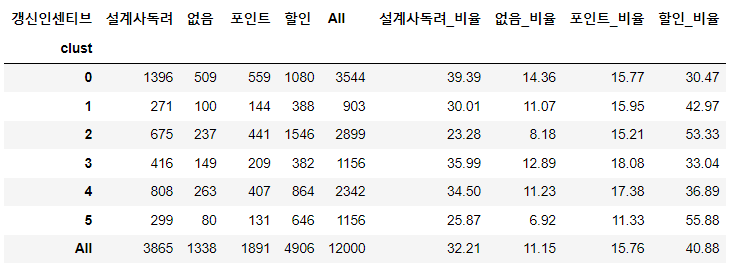 갱신인센티브 설계사독려 없음 포인트 할인 All 설계사독려_비율 없음_비율 포인트_비율 할인_비율
clust
0 1396 509 559 1080 3544 39.39 14.36 15.77 30.47
1 271 100 144 388 903 30.01 11.07 15.95 42.97
2 675 237 441 1546 2899 23.28 8.18 15.21 53.33
3 416 149 209 382 1156 35.99 12.89 18.08 33.04
4 808 263 407 864 2342 34.50 11.23 17.38 36.89
5 299 80 131 646 1156 25.87 6.92 11.33 55.88
All 3865 1338 1891 4906 12000 32.21 11.15 15.76 40.88